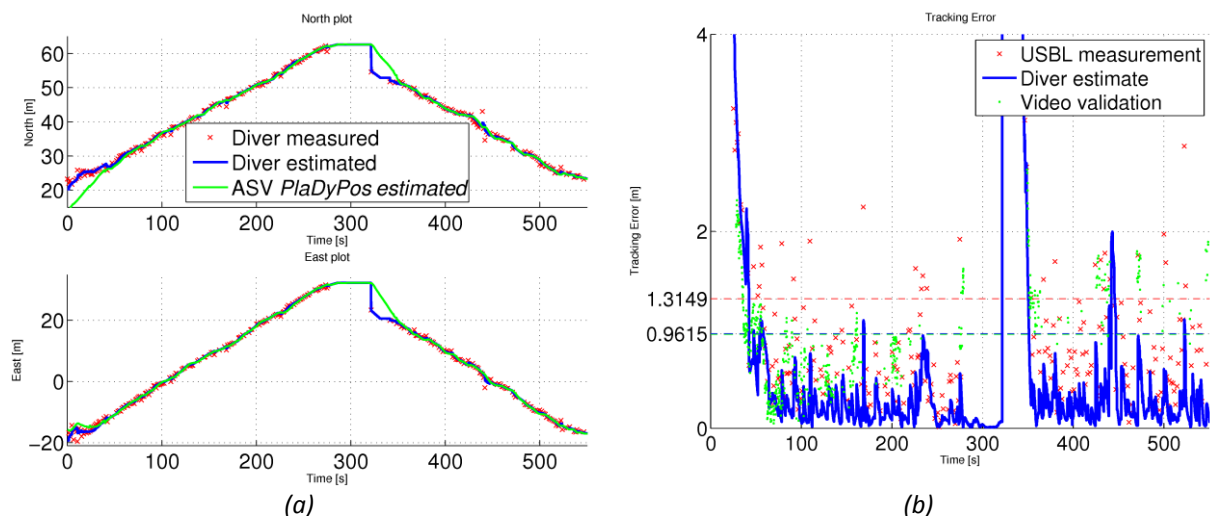 North plot
60
50
40
30
20
North [m]
Diver measured
Diver estimated
ASV PlaDyPos estimated
0 100 200 300 400 500
Time [s]
East plot
20
0
−20
East [m]
0 100 200 300 400 500
Time [s]
(a)
Tracking Error
4
2
1.3149
0.9615
0
Tracking Error [m]
USBL measurement
Diver estimate
Video validation
0 100 200 300 400 500
Time [s]
(b)